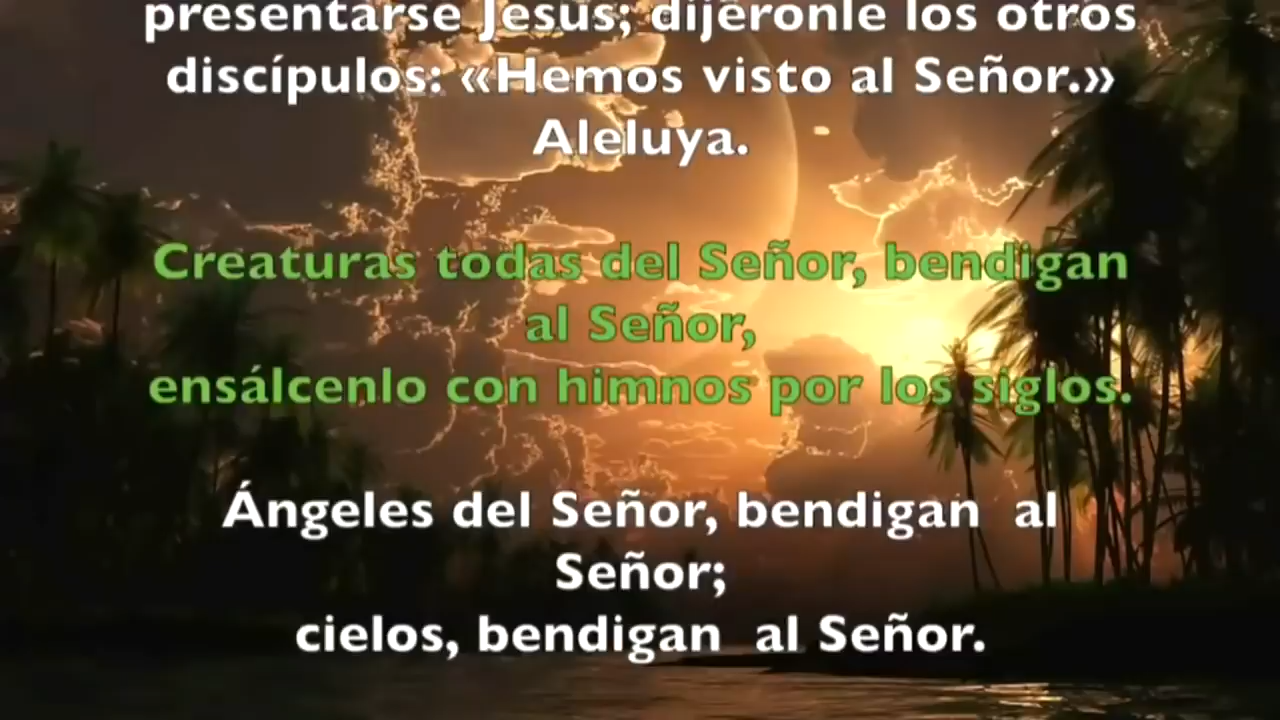 presentarse Jesús; dijéronle los otros
discípulos: «Hemos visto al Señor.»
Aleluya.
Creaturas todas del Señor, bendigan
al Señor,
ensálcenlo con himnos por los siglos.
Ángeles del Señor, bendigan  al
Señor;
cielos, bendigan  al Señor.